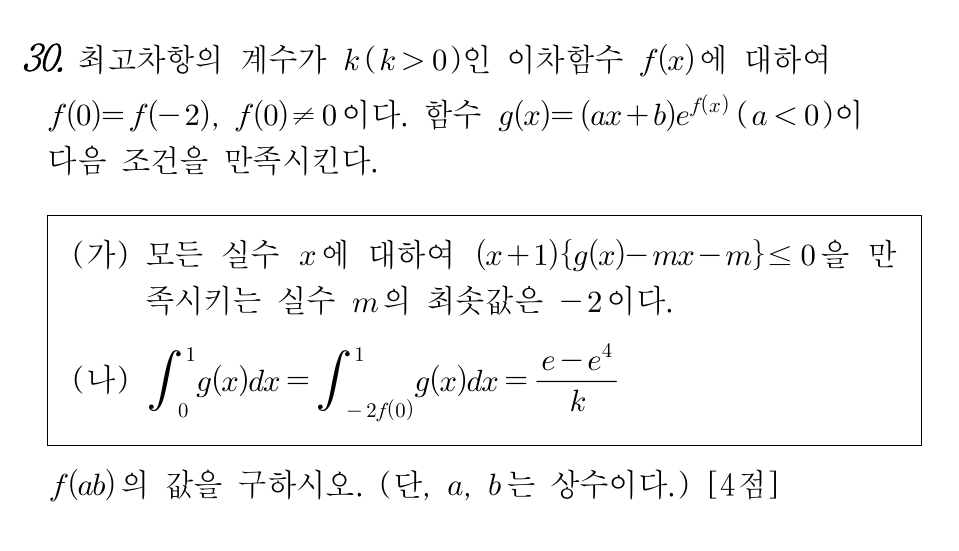 30. 최고차항의 계수가 k(k>0)인 이차함수 f(x)에 대하여
f(0)=f(-2), f(0)≠0이다. 함수 g(x)=(ax+b)e^{f(x)} (a<0)이
다음 조건을 만족시킨다.
(가) 모든 실수 x에 대하여 (x+1){g(x)-mx-m}≤0을 만
족시키는 실수 m의 최솟값은 -2이다.
(나) ∫_{0}^{1} g(x)dx = ∫_{-2f(0)}^{1} g(x)dx = \frac{e-e^4}{k}
f(ab)의 값을 구하시오. (단, a, b는 상수이다.) [4점]